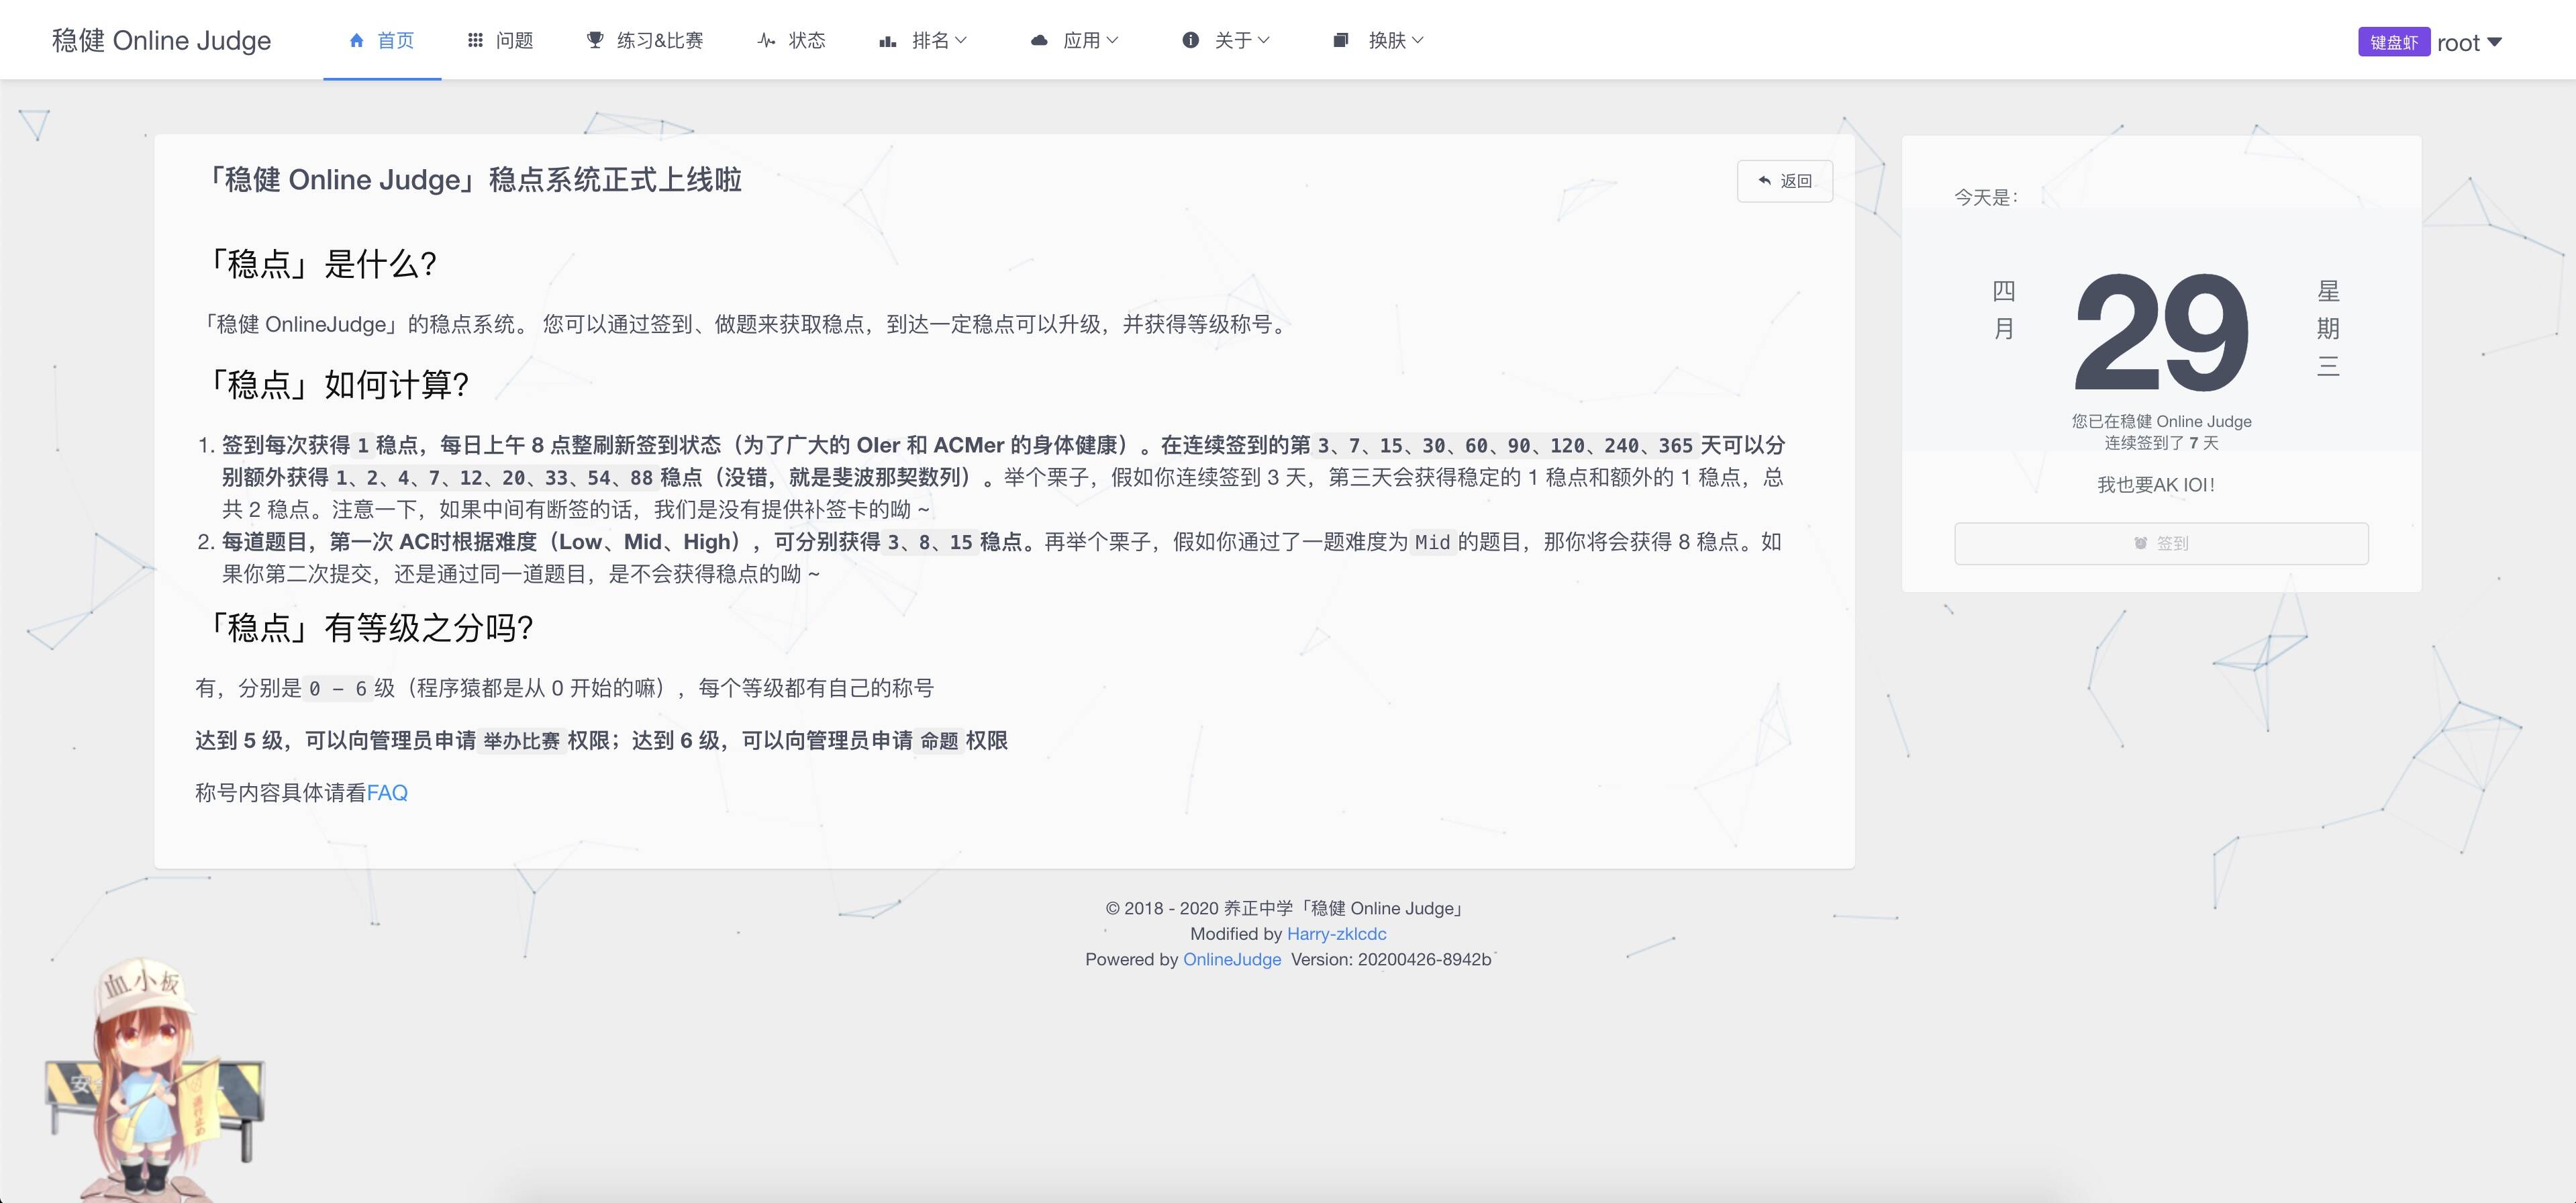 稳健 Online Judge 首页 问题 练习&比赛 状态 排名 应用 关于 换肤 键盘虾 root
「稳健 Online Judge」稳点系统正式上线啦 返回
「稳点」是什么?
「稳健 OnlineJudge」的稳点系统。 您可以通过签到、做题来获取稳点，到达一定稳点可以升级，并获得等级称号。
「稳点」如何计算?
1. 签到每次获得 1 稳点，每日上午 8 点整刷新签到状态（为了广大的 OIer 和 ACMer 的身体健康）。在连续签到的第 3、7、15、30、60、90、120、240、365 天可以分
别额外获得 1、2、4、7、12、20、33、54、88 稳点（没错，就是斐波那契数列）。举个栗子，假如你连续签到 3 天，第三天会获得稳定的 1 稳点和额外的 1 稳点，总
共 2 稳点。注意一下，如果中间有断签的话，我们是没有提供补签卡的呦 ~
2. 每道题目，第一次 AC时根据难度（Low、Mid、High），可分别获得 3、8、15 稳点。再举个栗子，假如你通过了一题难度为 Mid 的题目，那你将会获得 8 稳点。如
果你第二次提交，还是通过同一道题目，是不会获得稳点的呦 ~
「稳点」有等级之分吗?
有，分别是 0 - 6 级（程序猿都是从 0 开始的嘛），每个等级都有自己的称号
达到 5 级，可以向管理员申请 举办比赛 权限；达到 6 级，可以向管理员申请 命题 权限
称号内容具体请看FAQ
今天是:
四月
29
星期三
您已在稳健 Online Judge
连续签到了 7 天
我也要AK IOI!
签到
© 2018 - 2020 养正中学「稳健 Online Judge」
Modified by Harry-zklcdc
Powered by OnlineJudge Version: 20200426-8942b
血小板
安
通行止め